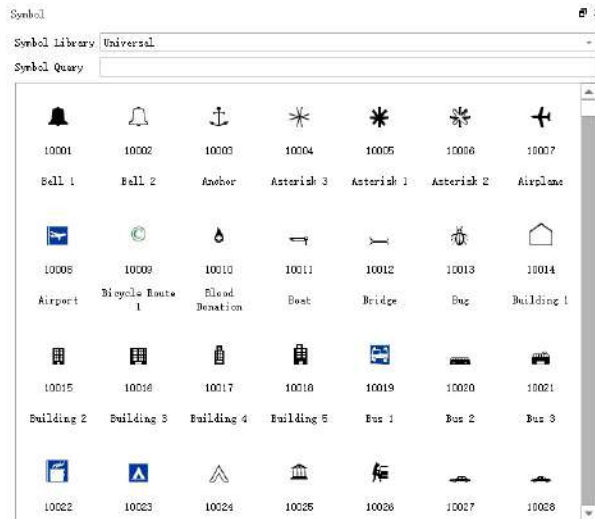 Symbol
Symbol Library Universal
Symbol Query
10001 10002 10003 10004 10005 10006 10007
Bell 1 Bell 2 Anchor Asterisk 3 Asterisk 1 Asterisk 2 Airplane
10008 10009 10010 10011 10012 10013 10014
Airport Bicycle Route 1 Blood Donation Boat Bridge Bug Building 1
10015 10016 10017 10018 10019 10020 10021
Building 2 Building 3 Building 4 Building 5 Bus 1 Bus 2 Bus 3
10022 10023 10024 10025 10026 10027 10028